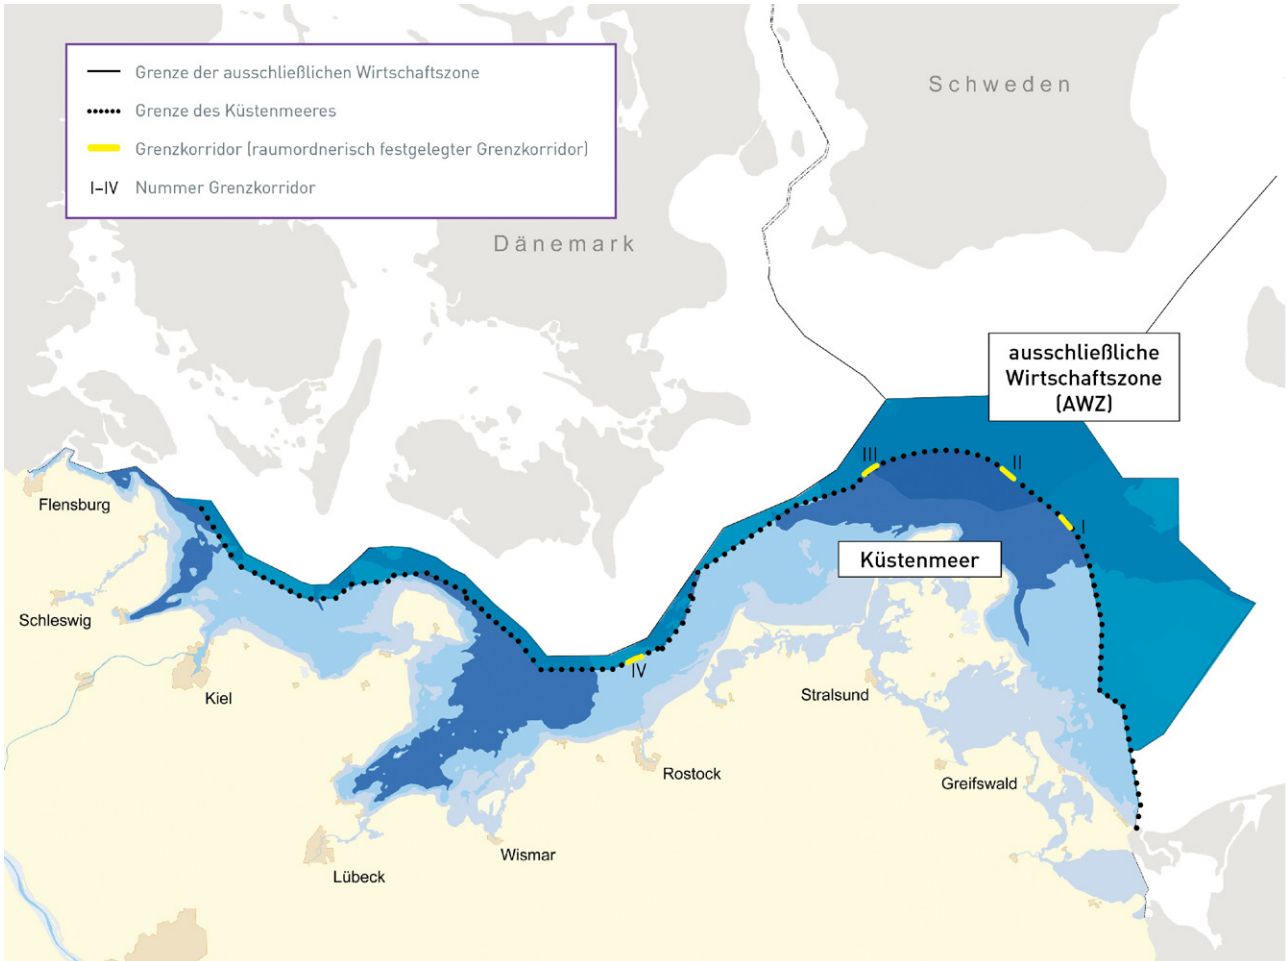 Grenze der ausschließlichen Wirtschaftszone
Grenze des Küstenmeeres
Grenzkorridor (raumordnerisch festgelegter Grenzkorridor)
I–IV Nummer Grenzkorridor
Schweden
Dänemark
ausschließliche
Wirtschaftszone
(AWZ)
III
II
I
Flensburg
Küstenmeer
Schleswig
IV
Kiel
Stralsund
Rostock
Greifswald
Wismar
Lübeck